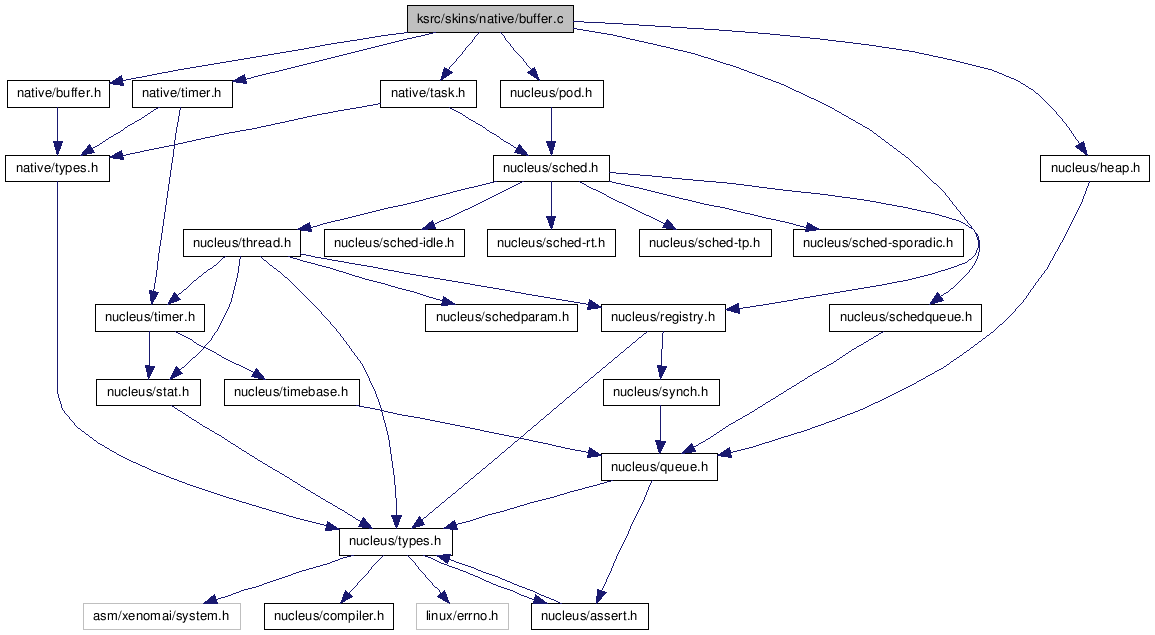 ksrc/skins/native/buffer.c
native/buffer.h
native/timer.h
native/task.h
nucleus/pod.h
native/types.h
nucleus/sched.h
nucleus/heap.h
nucleus/thread.h
nucleus/sched-idle.h
nucleus/sched-rt.h
nucleus/sched-tp.h
nucleus/sched-sporadic.h
nucleus/timer.h
nucleus/schedparam.h
nucleus/registry.h
nucleus/schedqueue.h
nucleus/stat.h
nucleus/timebase.h
nucleus/synch.h
nucleus/queue.h
nucleus/types.h
asm/xenomai/system.h
nucleus/compiler.h
linux/errno.h
nucleus/assert.h